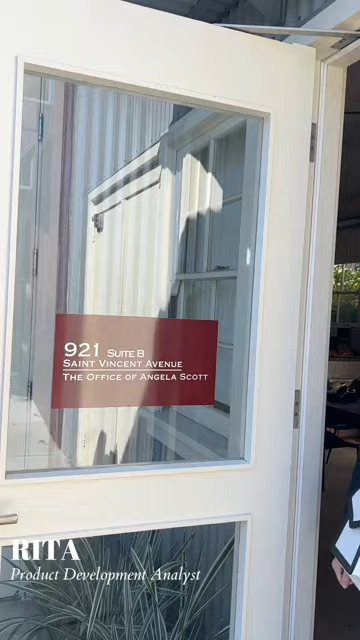 921 Suite B
Saint Vincent Avenue
The Office of Angela Scott
RITA
Product Development Analyst